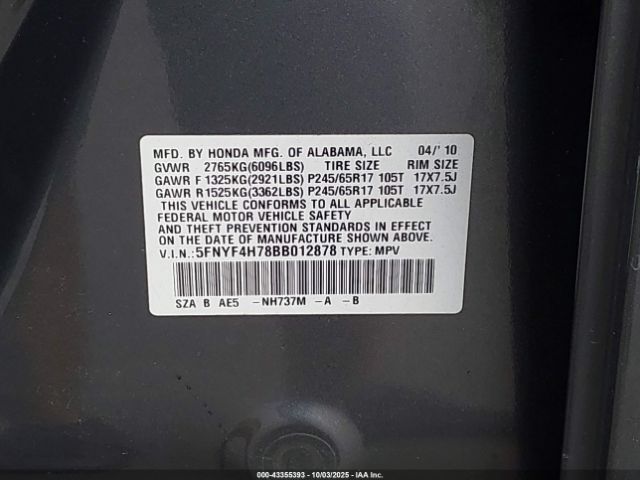 MFD. BY HONDA MFG. OF ALABAMA, LLC 04/' 10
GVWR 2765KG(6096LBS) TIRE SIZE RIM SIZE
GAWR F 1325KG(2921LBS) P245/65R17 105T 17X7.5J
GAWR R1525KG(3362LBS) P245/65R17 105T 17X7.5J
THIS VEHICLE CONFORMS TO ALL APPLICABLE
FEDERAL MOTOR VEHICLE SAFETY
AND THEFT PREVENTION STANDARDS IN EFFECT
ON THE DATE OF MANUFACTURE SHOWN ABOVE.
V.I.N.: 5FNYF4H78BB012878 TYPE: MPV
SZA B AE5 -NH737M -A -B
000-43355393 - 10/03/2025 - IAA Inc.